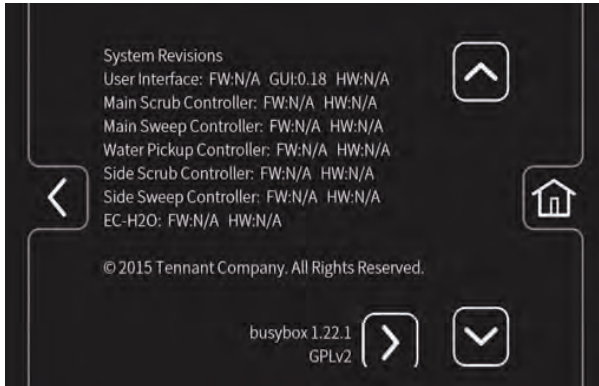 System Revisions
User Interface: FW:N/A GUI:0.18 HW:N/A
Main Scrub Controller: FW:N/A HW:N/A
Main Sweep Controller: FW:N/A HW:N/A
Water Pickup Controller: FW:N/A HW:N/A
Side Scrub Controller: FW:N/A HW:N/A
Side Sweep Controller: FW:N/A HW:N/A
EC-H2O: FW:N/A HW:N/A
© 2015 Tennant Company. All Rights Reserved.
busybox 1.22.1
GPLv2